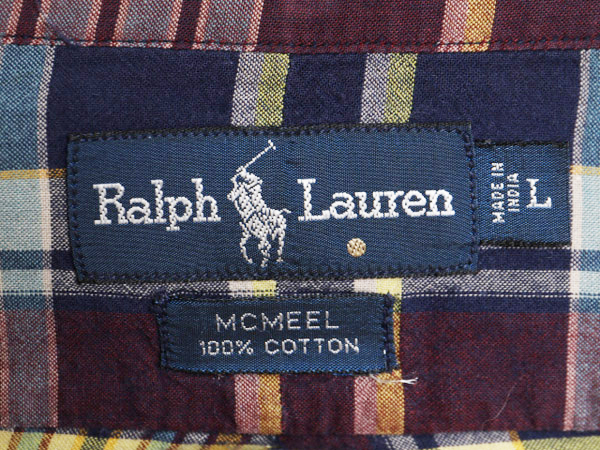 Ralph Lauren
MADE IN
INDIA
L
MCMEEL
100% COTTON